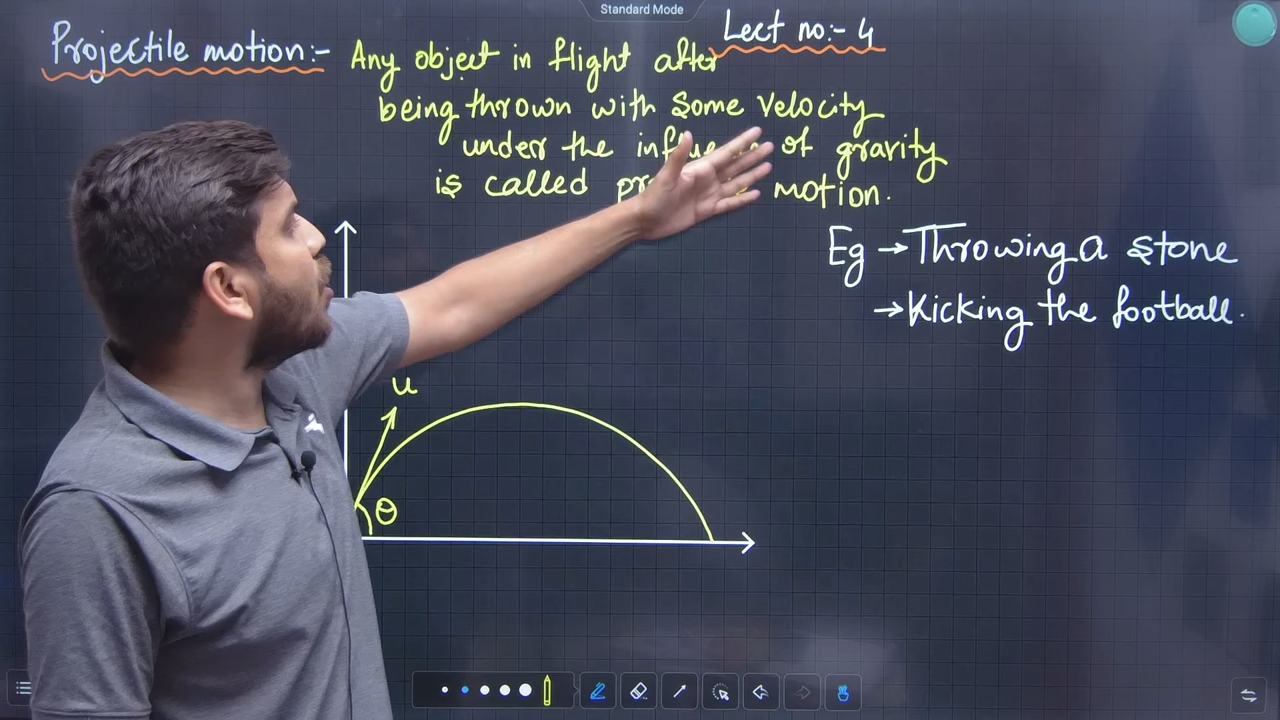 Standard Mode
Lect no:- 4
Projectile motion:- Any object in flight after
being thrown with some velocity
under the of gravity
is called motion.
Eg → Throwing a stone
→ Kicking the football.
u
θ